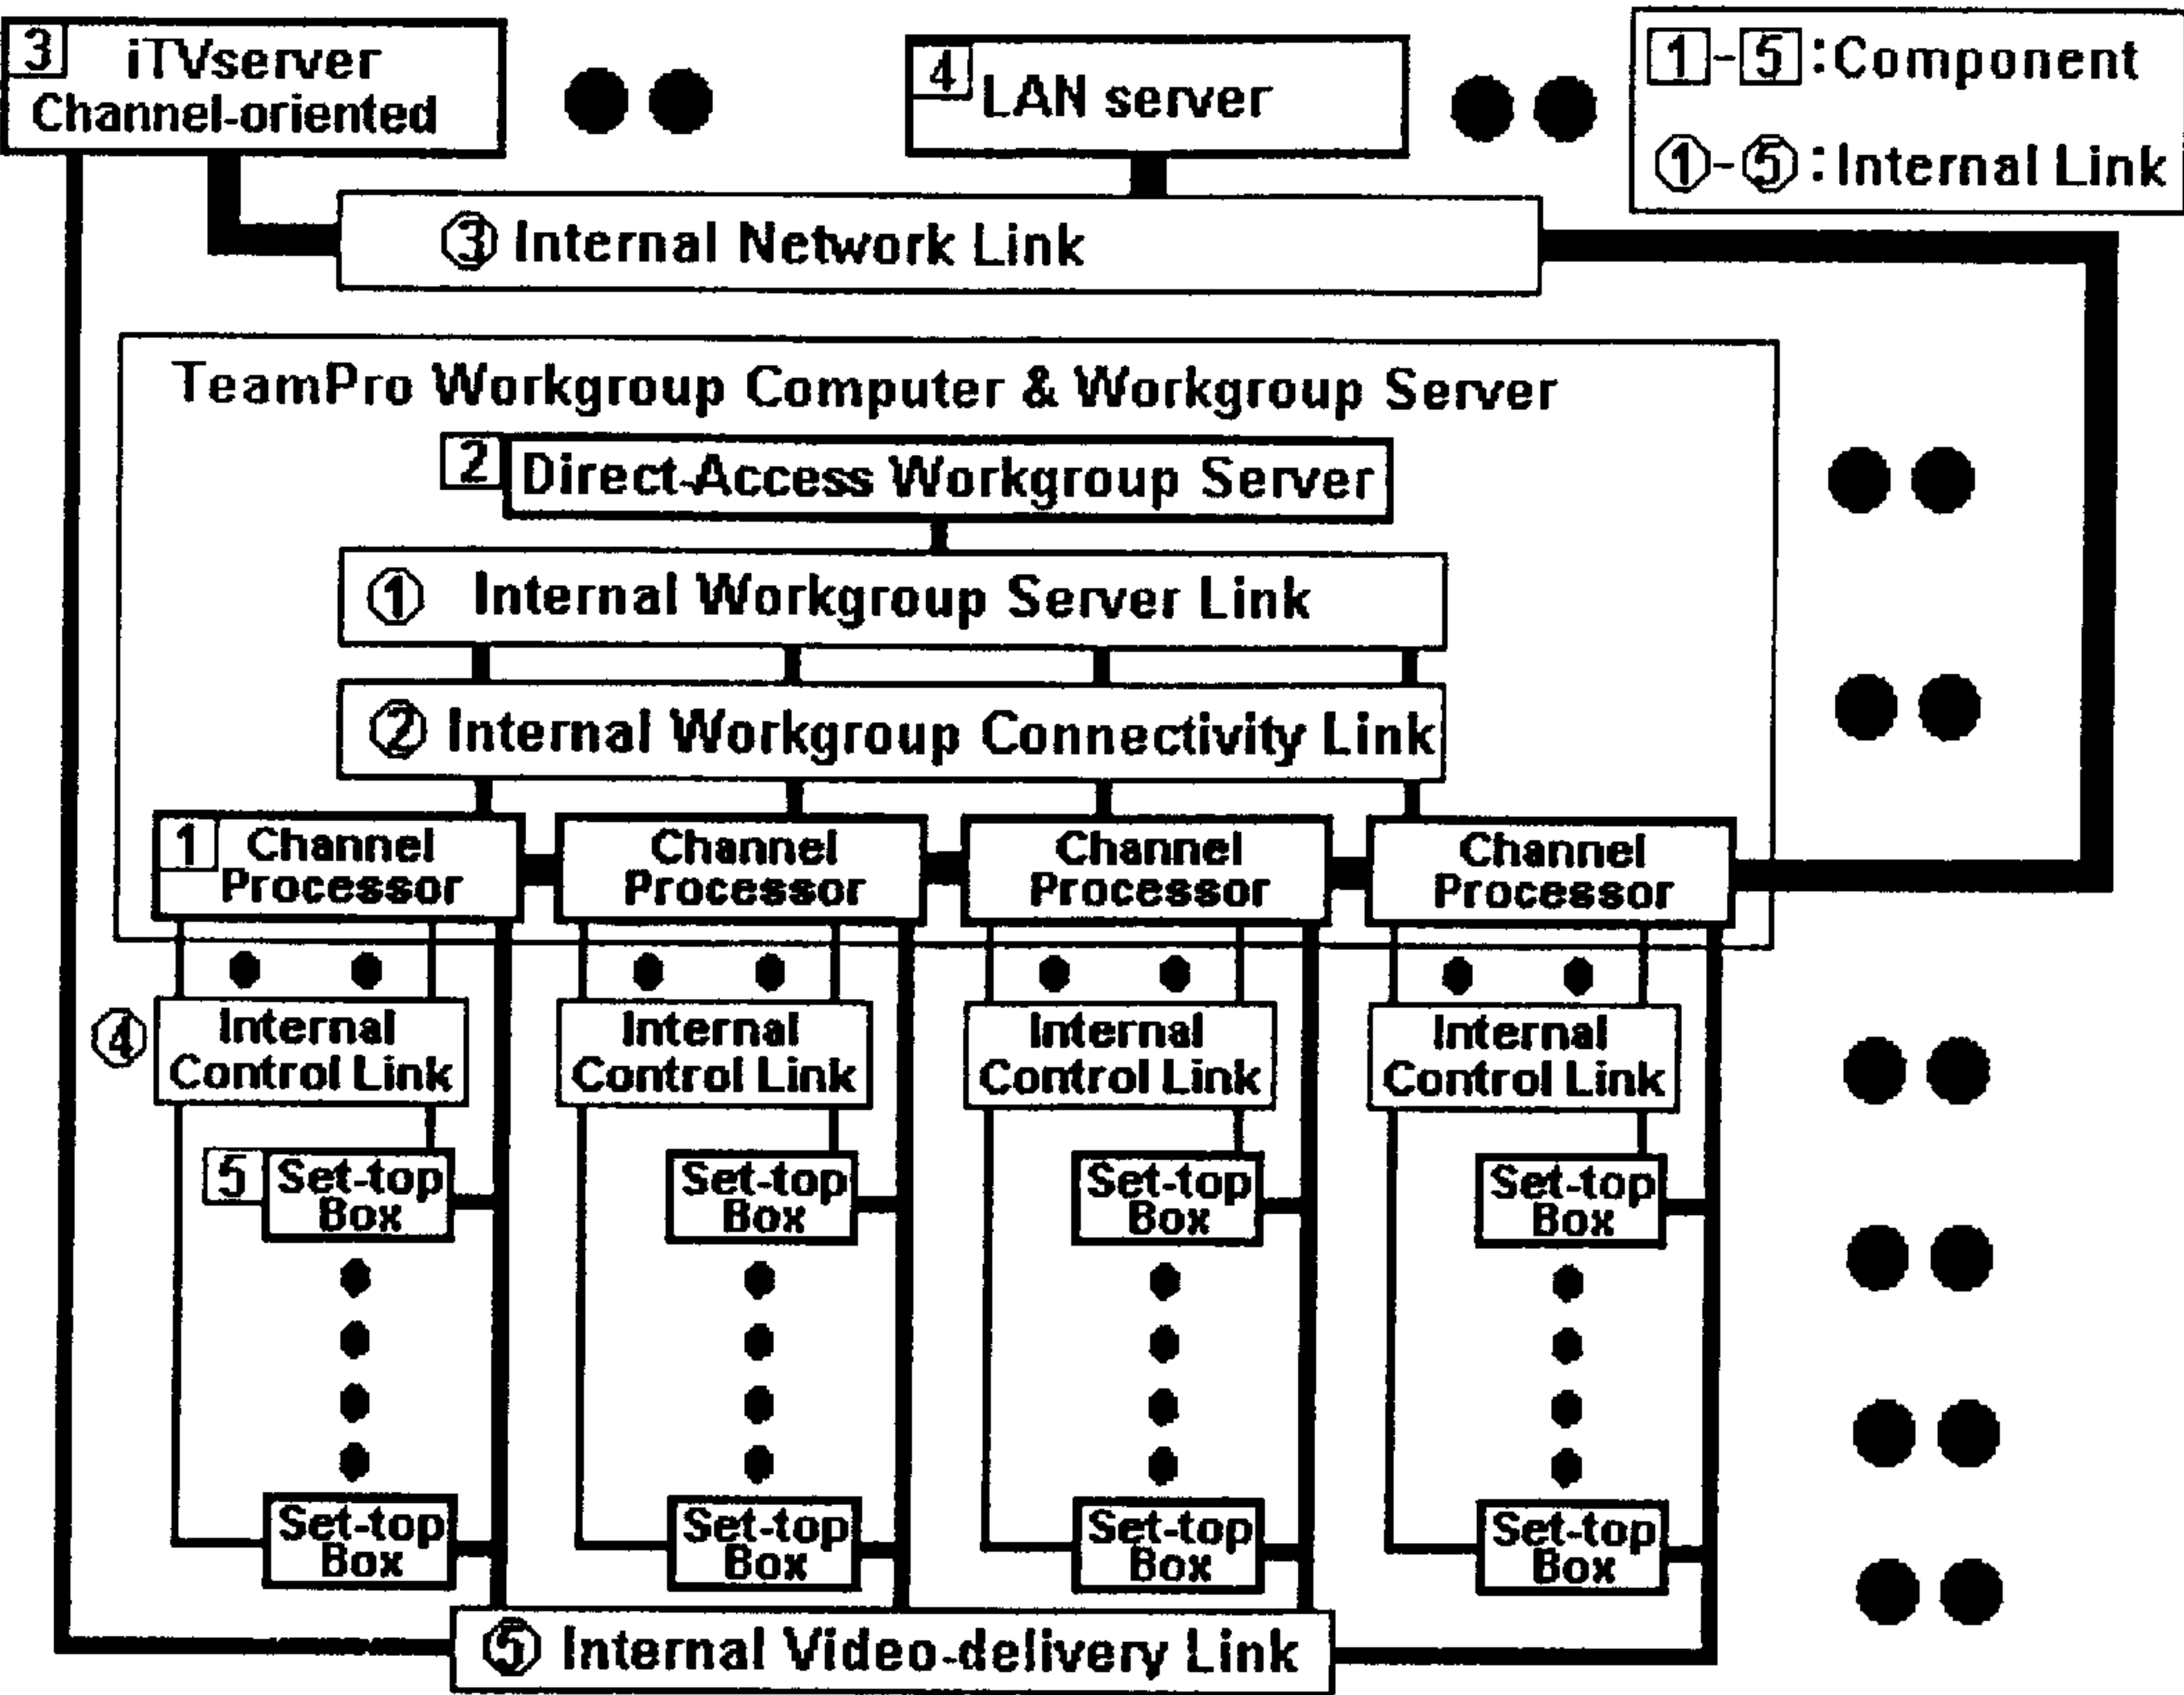 3 iTVserver
Channel-oriented
4 LAN server
1-5:Component
①-⑤:Internal Link
③ Internal Network Link
TeamPro Workgroup Computer & Workgroup Server
2 Direct-Access Workgroup Server
① Internal Workgroup Server Link
② Internal Workgroup Connectivity Link
1 Channel
Processor
Channel
Processor
Channel
Processor
Channel
Processor
④ Internal
Control Link
Internal
Control Link
Internal
Control Link
Internal
Control Link
5 Set-top
Box
Set-top
Box
Set-top
Box
Set-top
Box
Set-top
Box
Set-top
Box
Set-top
Box
Set-top
Box
⑤ Internal Video-delivery Link